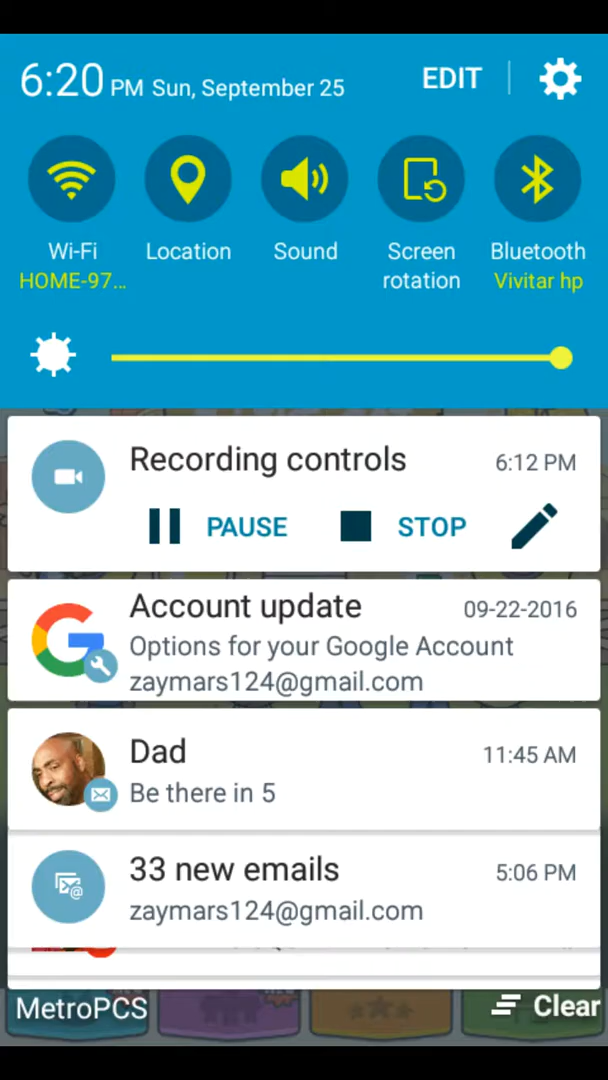 6:20 PM Sun, September 25 EDIT
Wi-Fi Location Sound Screen rotation Bluetooth
HOME-97... Vivitar hp
Recording controls 6:12 PM
PAUSE STOP
Account update 09-22-2016
Options for your Google Account
zaymars124@gmail.com
Dad 11:45 AM
Be there in 5
33 new emails 5:06 PM
zaymars124@gmail.com
MetroPCS Clear